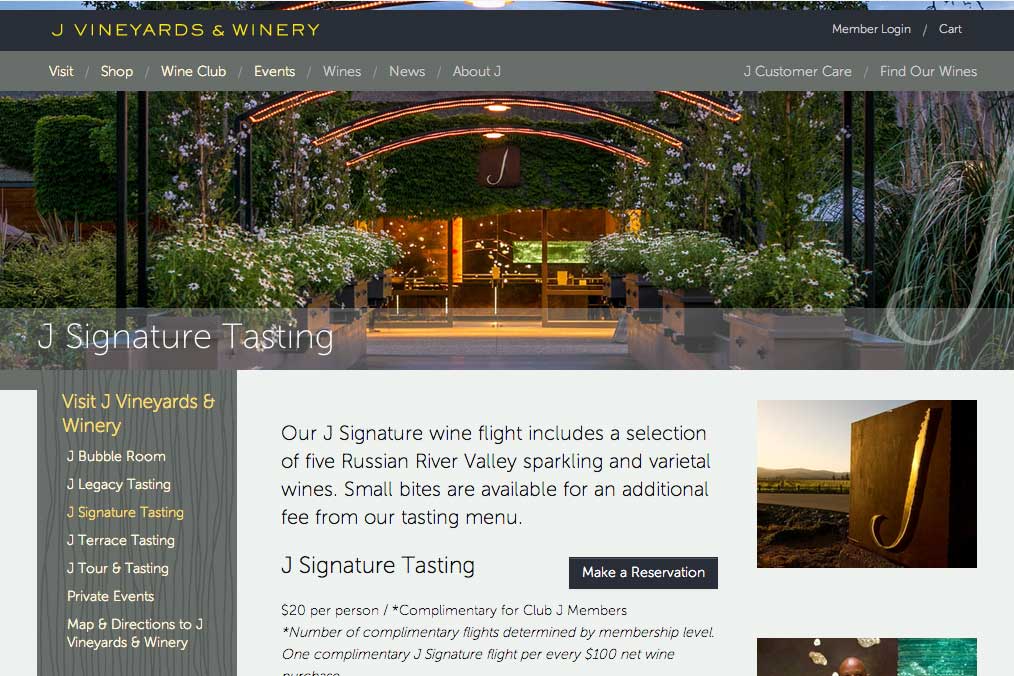 J VINEYARDS & WINERY
Member Login / Cart
Visit / Shop / Wine Club / Events / Wines / News / About J
J Customer Care / Find Our Wines
J
J Signature Tasting
Visit J Vineyards &
Winery
J Bubble Room
J Legacy Tasting
J Signature Tasting
J Terrace Tasting
J Tour & Tasting
Private Events
Map & Directions to J
Vineyards & Winery
Our J Signature wine flight includes a selection
of five Russian River Valley sparkling and varietal
wines. Small bites are available for an additional
fee from our tasting menu.
J Signature Tasting
Make a Reservation
$20 per person / *Complimentary for Club J Members
*Number of complimentary flights determined by membership level.
One complimentary J Signature flight per every $100 net wine
purchase.
J